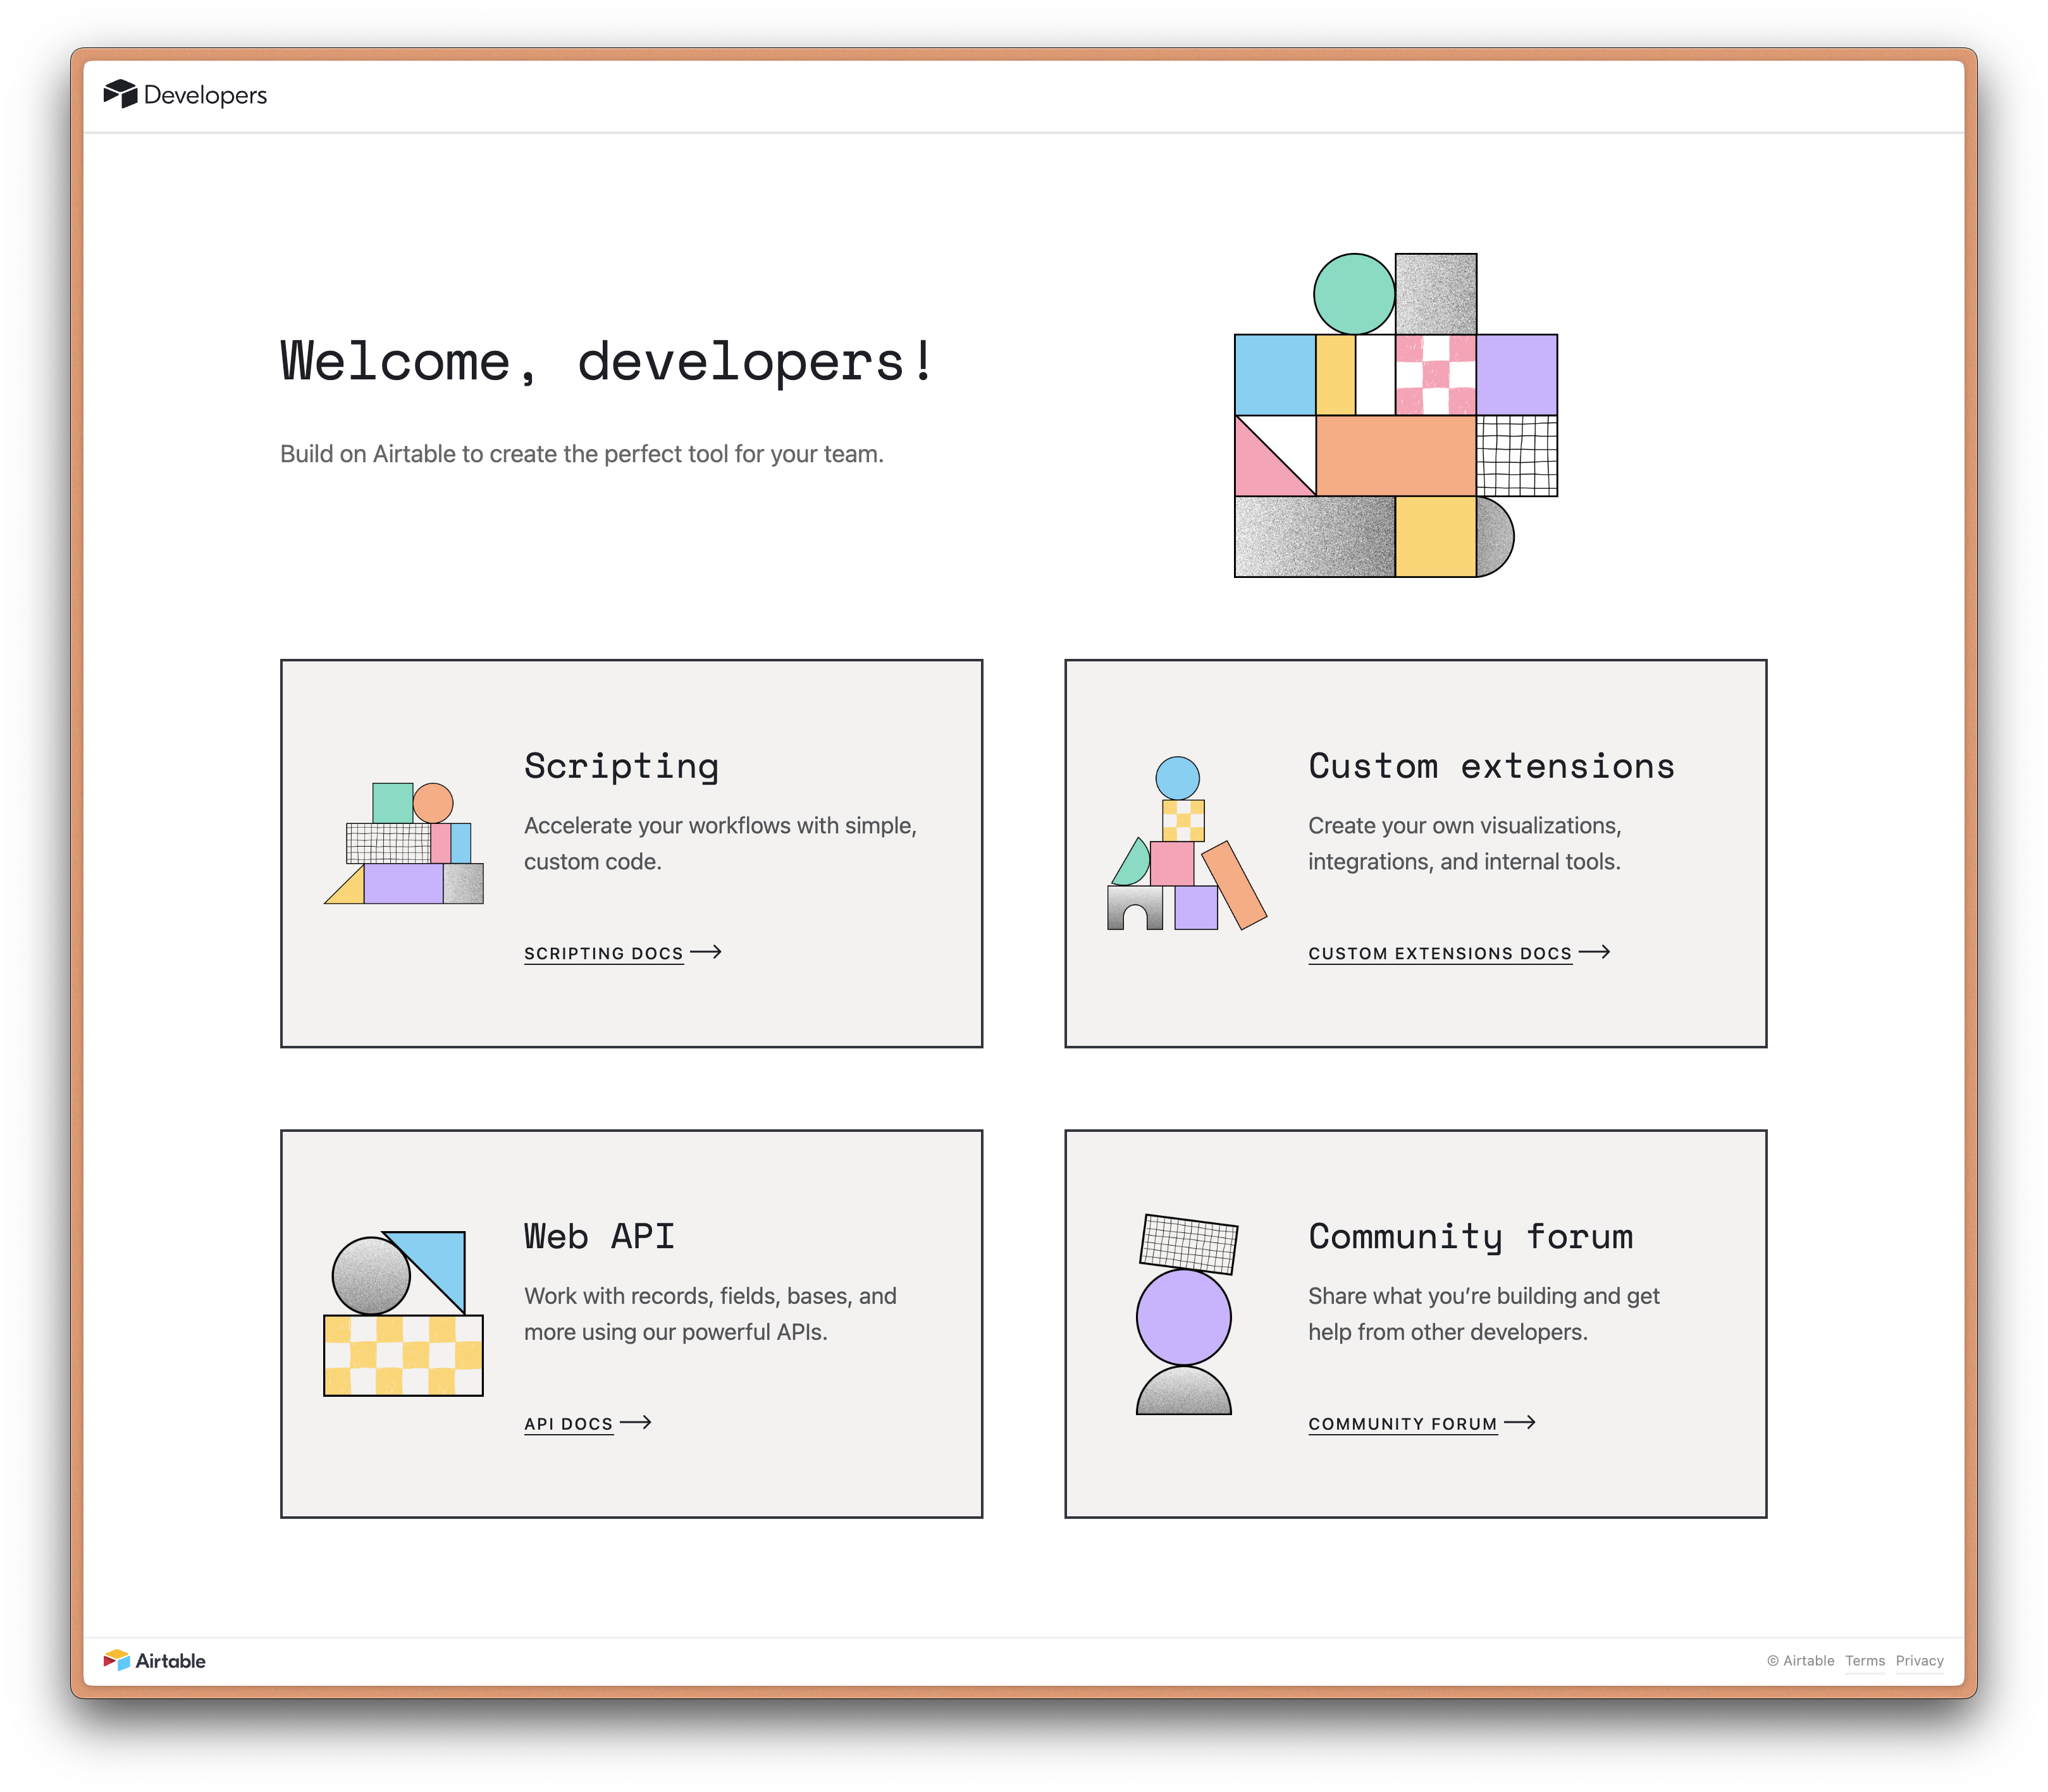 Developers
Welcome, developers!
Build on Airtable to create the perfect tool for your team.
Scripting
Accelerate your workflows with simple,
custom code.
SCRIPTING DOCS
Custom extensions
Create your own visualizations,
integrations, and internal tools.
CUSTOM EXTENSIONS DOCS
Web API
Work with records, fields, bases, and
more using our powerful APIs.
API DOCS
Community forum
Share what you’re building and get
help from other developers.
COMMUNITY FORUM
Airtable
© Airtable Terms Privacy